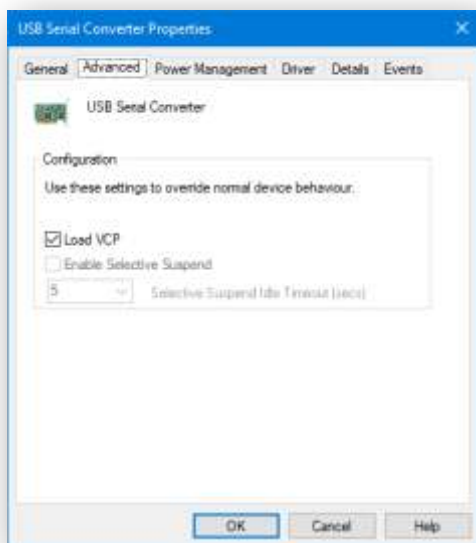 USB Serial Converter Properties
General Advanced Power Management Driver Details Events
USB Serial Converter
Configuration
Use these settings to override normal device behaviour.
Load VCP
Enable Selective Suspend
5 Selective Suspend Idle Timeout (secs)
OK Cancel Help